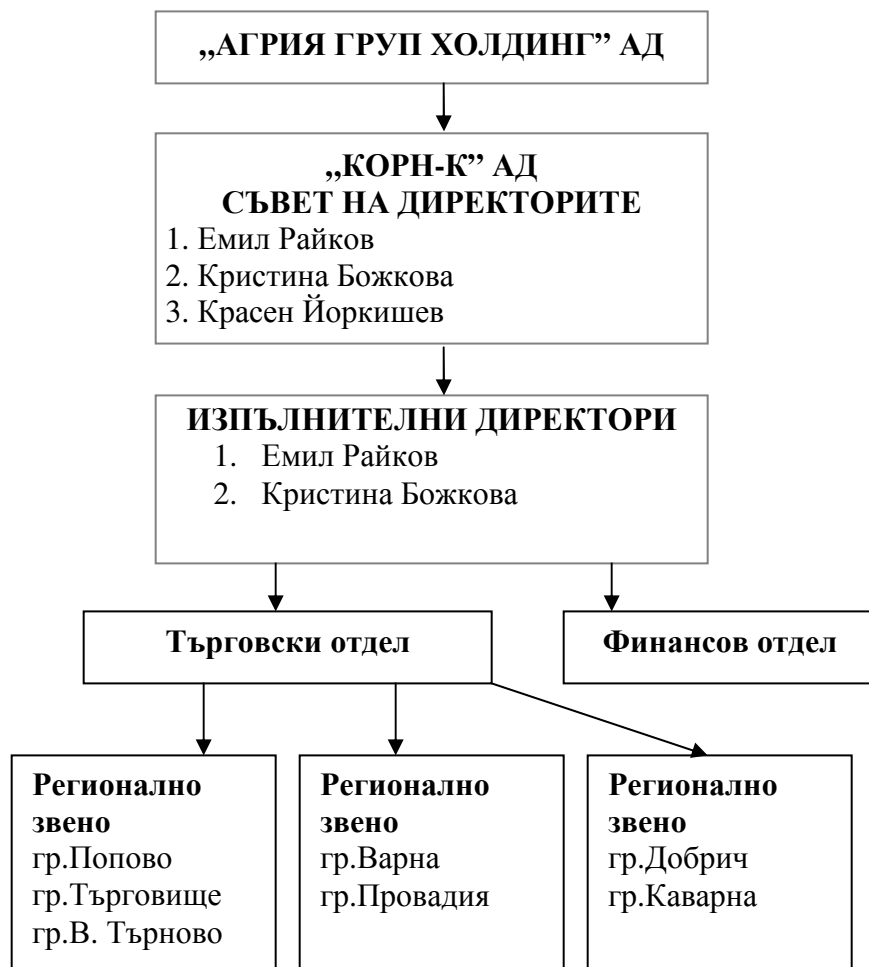 „АГРИЯ ГРУП ХОЛДИНГ” АД
„КОРН-К” АД
СЪВЕТ НА ДИРЕКТОРИТЕ
1. Емил Райков
2. Кристина Божкова
3. Красен Йоркишев
ИЗПЪЛНИТЕЛНИ ДИРЕКТОРИ
1. Емил Райков
2. Кристина Божкова
Търговски отдел
Финансов отдел
Регионално
звено
гр.Попово
гр.Търговище
гр.В. Търново
Регионално
звено
гр.Варна
гр.Провадия
Регионално
звено
гр.Добрич
гр.Каварна